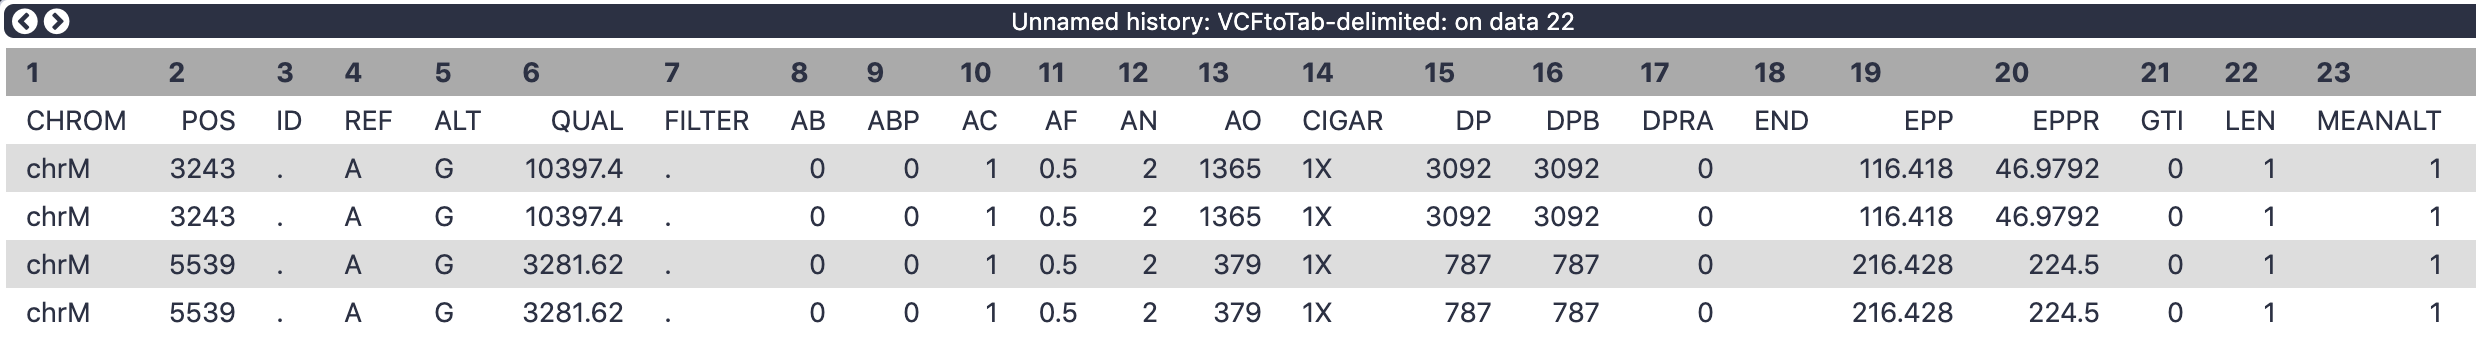 Unnamed history: VCFtoTab-delimited: on data 22
1 2 3 4 5 6 7 8 9 10 11 12 13 14 15 16 17 18 19 20 21 22 23
CHROM POS ID REF ALT QUAL FILTER AB ABP AC AF AN AO CIGAR DP DPB DPRA END EPP EPPR GTI LEN MEANALT
chrM 3243 . A G 10397.4 . 0 0 1 0.5 2 1365 1X 3092 3092 0 116.418 46.9792 0 1 1
chrM 3243 . A G 10397.4 . 0 0 1 0.5 2 1365 1X 3092 3092 0 116.418 46.9792 0 1 1
chrM 5539 . A G 3281.62 . 0 0 1 0.5 2 379 1X 787 787 0 216.428 224.5 0 1 1
chrM 5539 . A G 3281.62 . 0 0 1 0.5 2 379 1X 787 787 0 216.428 224.5 0 1 1